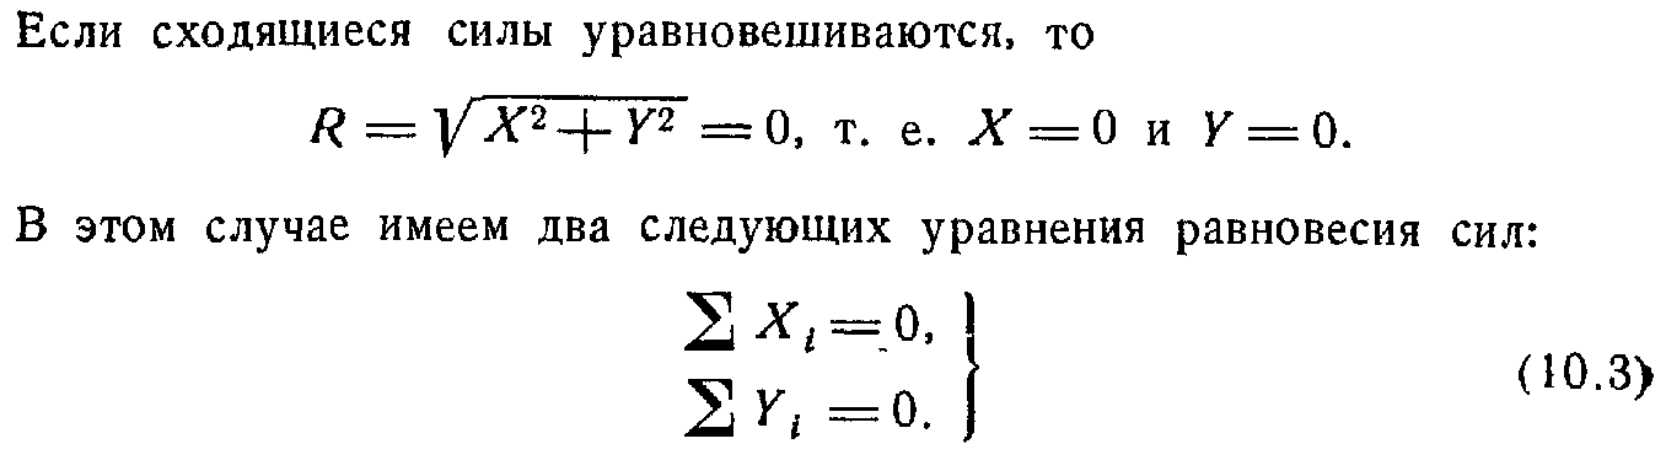 Если сходящиеся силы уравновешиваются, то
R = √X² + Y² = 0, т. е. X = 0 и Y = 0.
В этом случае имеем два следующих уравнения равновесия сил:
∑ Xᵢ = 0,
∑ Yᵢ = 0. } (10.3)